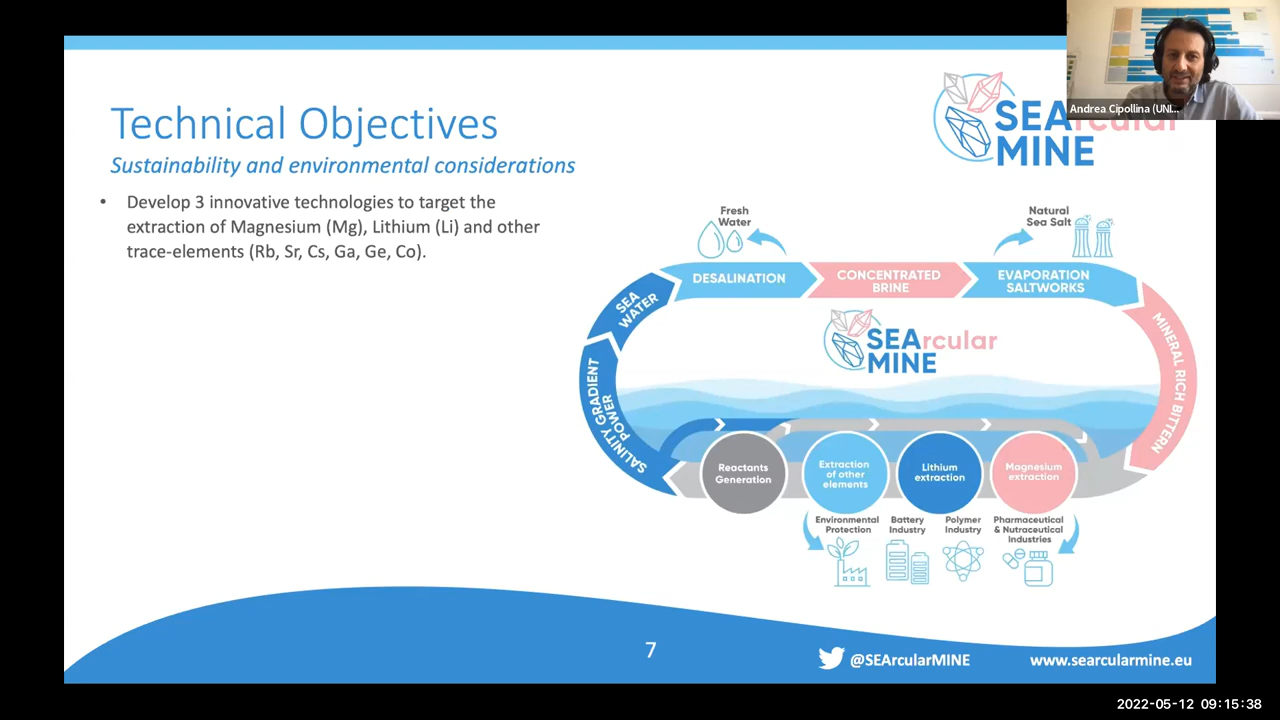 Technical Objectives
Sustainability and environmental considerations
• Develop 3 innovative technologies to target the
extraction of Magnesium (Mg), Lithium (Li) and other
trace-elements (Rb, Sr, Cs, Ga, Ge, Co).
SEArcular
MINE
Andrea Cipollina (UNI...
Fresh
Water
Natural
Sea Salt
DESALINATION
CONCENTRATED
BRINE
EVAPORATION
SALTWORKS
SEA
WATER
SEArcular
MINE
MINERAL RICH BITTERN
SALINITY GRADIENT
POWER
Reactants
Generation
Extraction
of other
elements
Lithium
extraction
Magnesium
extraction
Environmental
Protection
Battery
Industry
Polymer
Industry
Pharmaceutical
& Nutraceutical
Industries
7
@SEArcularMINE
www.searcularmine.eu
2022-05-12 09:15:38